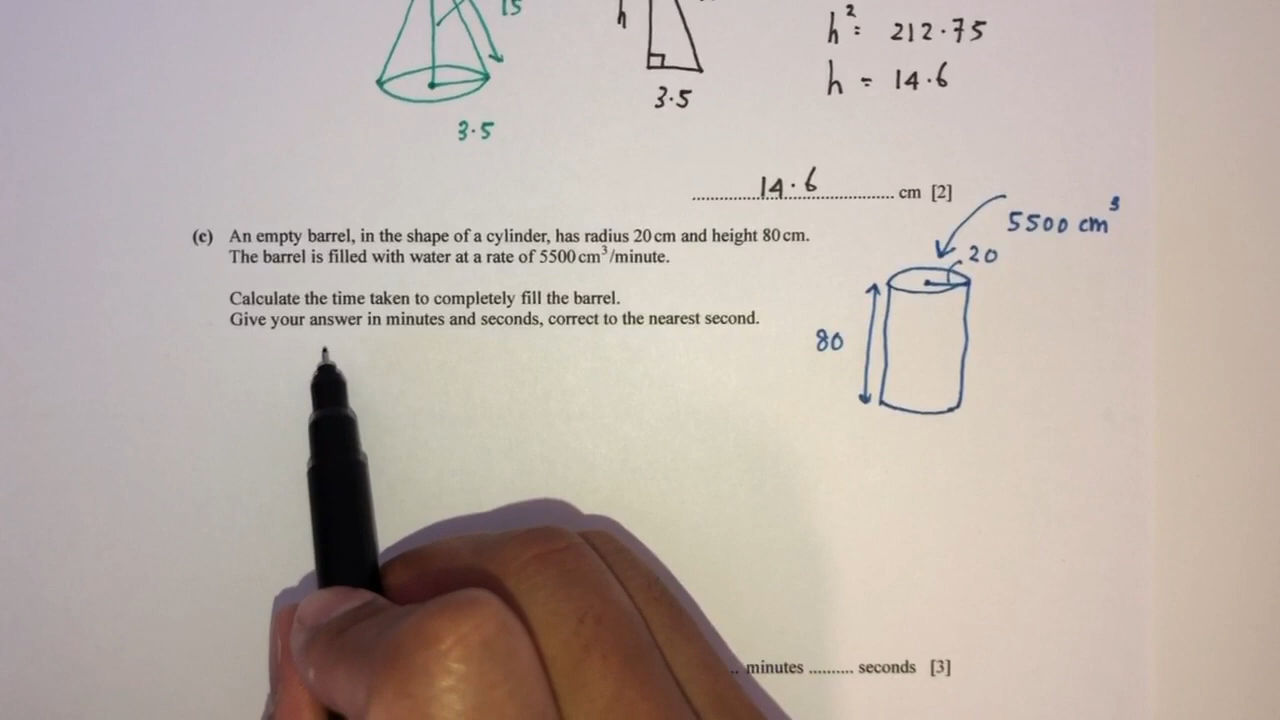 15
h
h² = 212.75
3.5
h = 14.6
3.5
14.6 cm [2]
5500 cm³
(c) An empty barrel, in the shape of a cylinder, has radius 20 cm and height 80 cm.
The barrel is filled with water at a rate of 5500 cm³/minute.
20
Calculate the time taken to completely fill the barrel.
Give your answer in minutes and seconds, correct to the nearest second.
80
.. minutes .......... seconds [3]